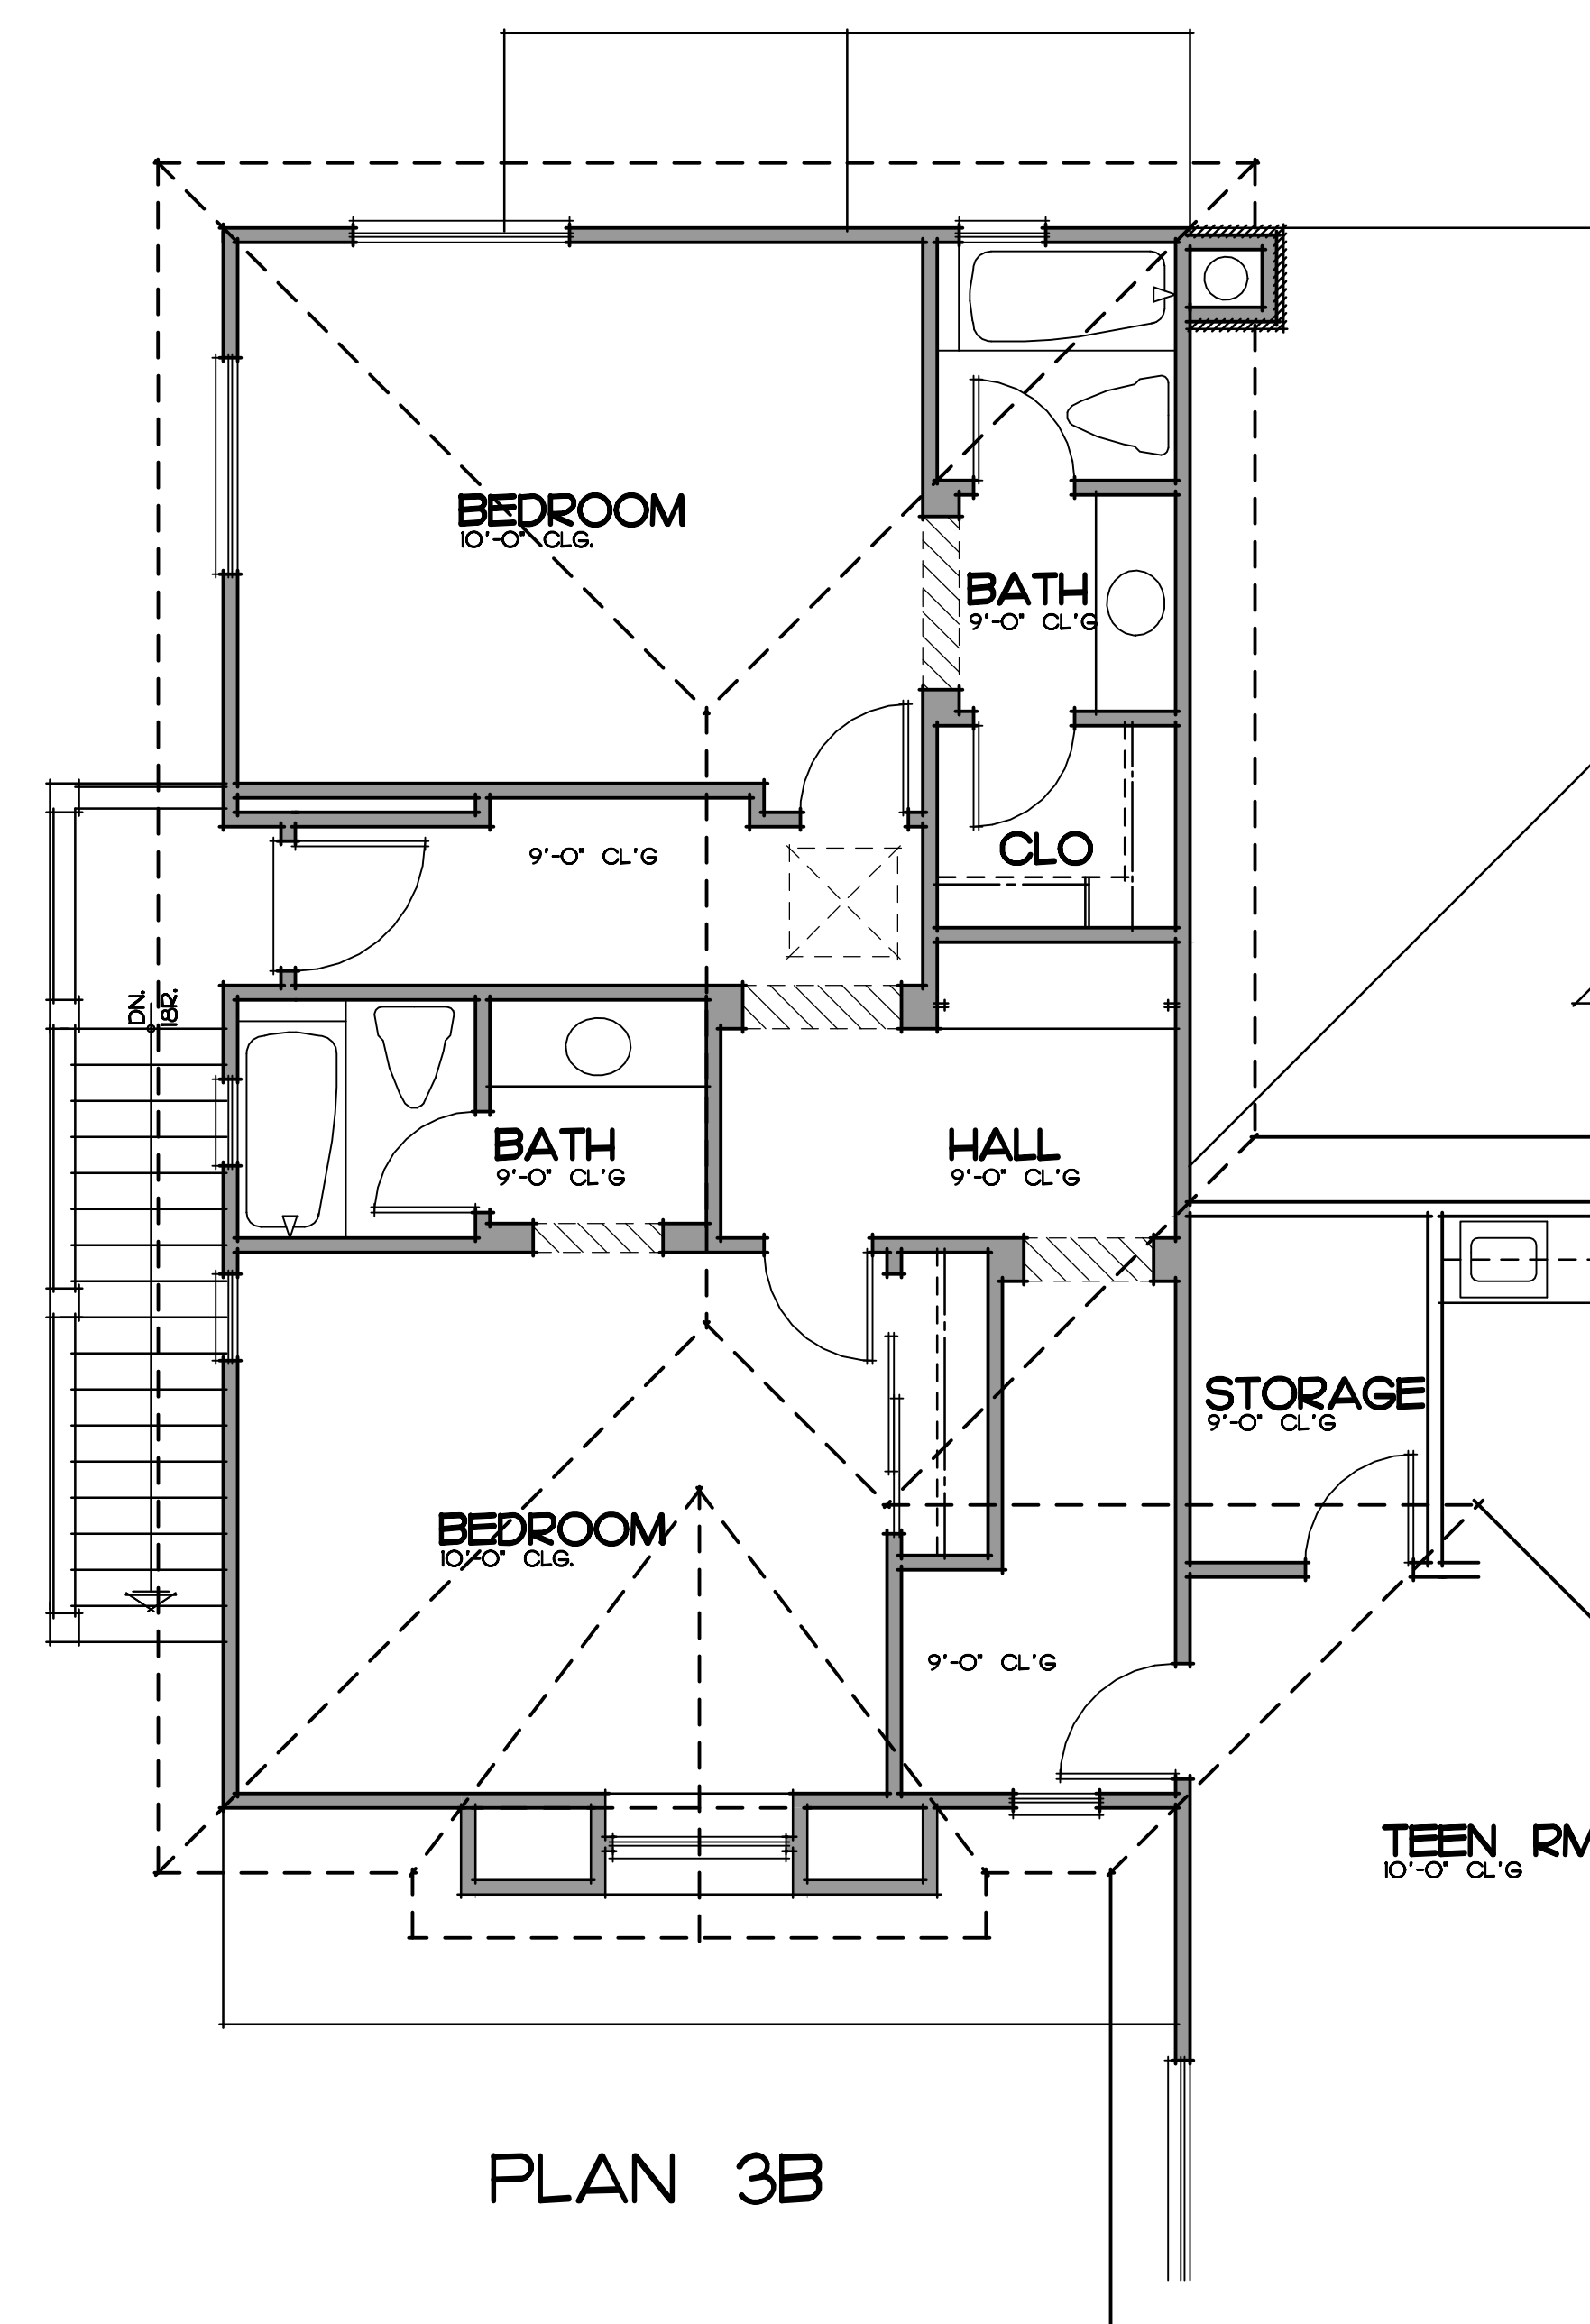 BEDROOM
10'-0" CLG.
BATH
9'-0" CL'G
CLO
9'-0" CL'G
DN.
18R.
BATH
9'-0" CL'G
HALL
9'-0" CL'G
STORAGE
9'-0" CL'G
BEDROOM
10'-0" CLG.
9'-0" CL'G
TEEN RM
10'-0" CL'G
PLAN 3B